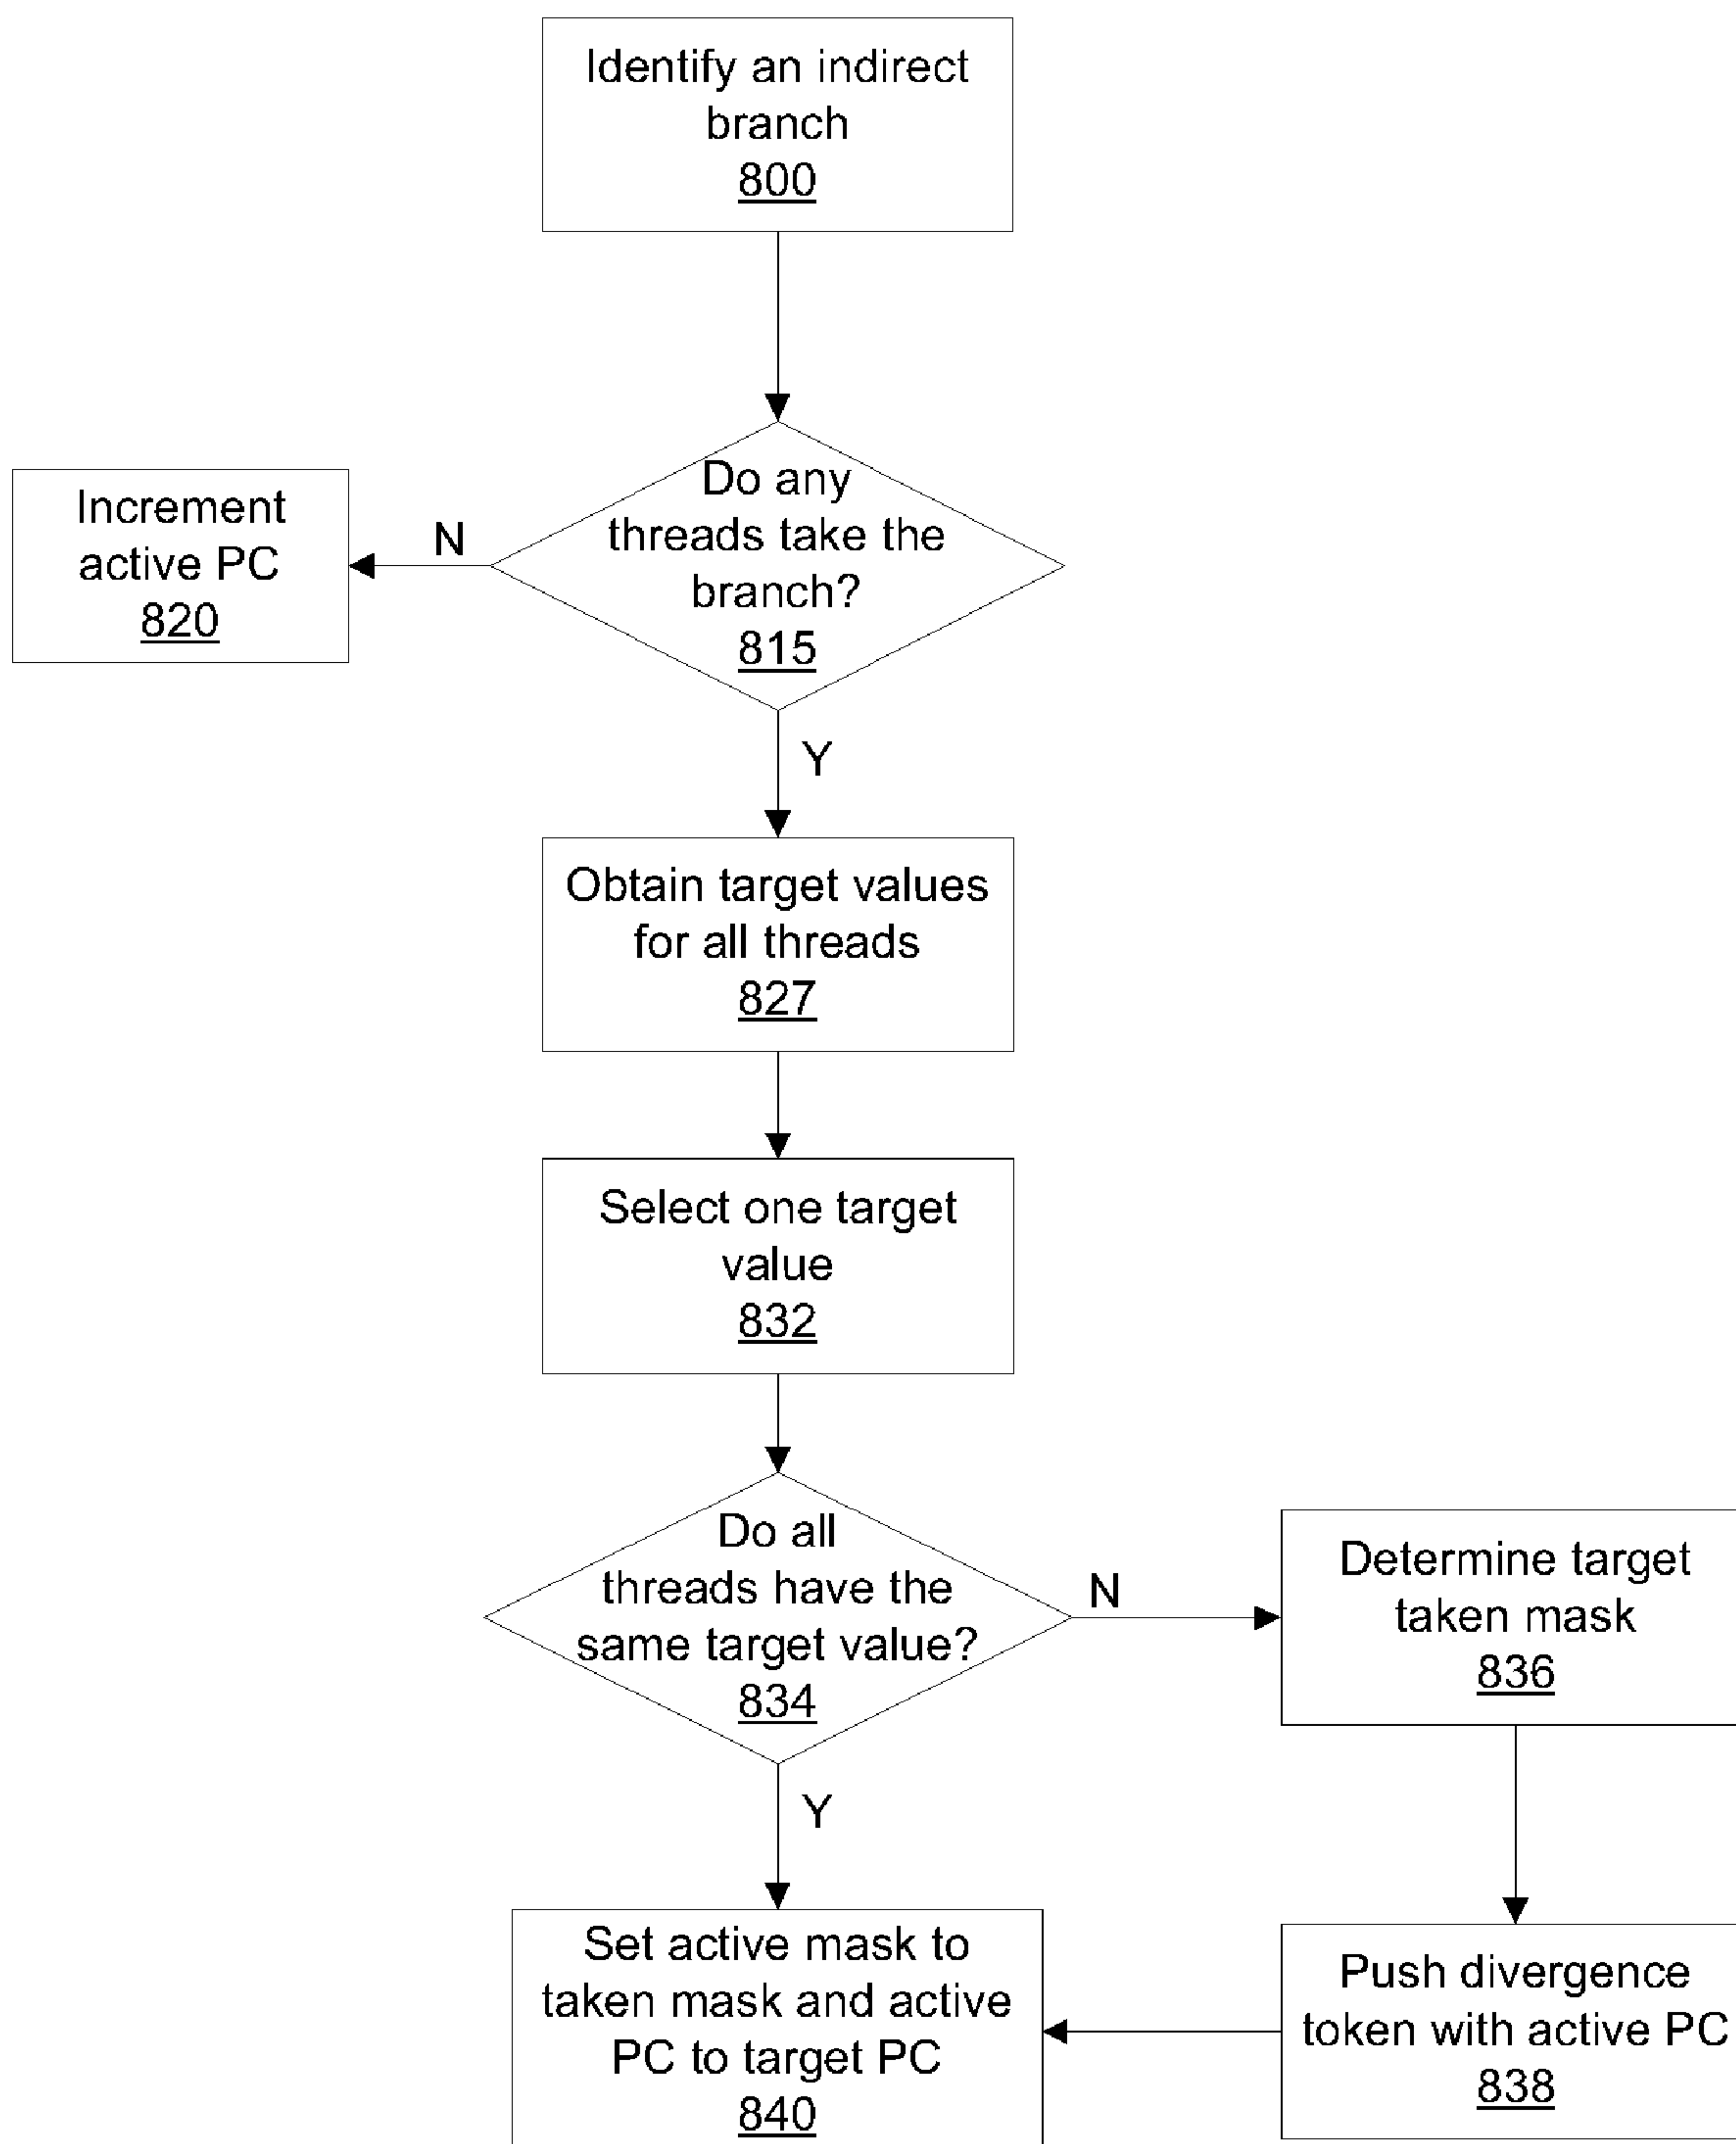 Identify an indirect
branch
800
Do any
threads take the
branch?
815
N
Increment
active PC
820
Y
Obtain target values
for all threads
827
Select one target
value
832
Do all
threads have the
same target value?
834
N
Determine target
taken mask
836
Y
Set active mask to
taken mask and active
PC to target PC
840
Push divergence
token with active PC
838